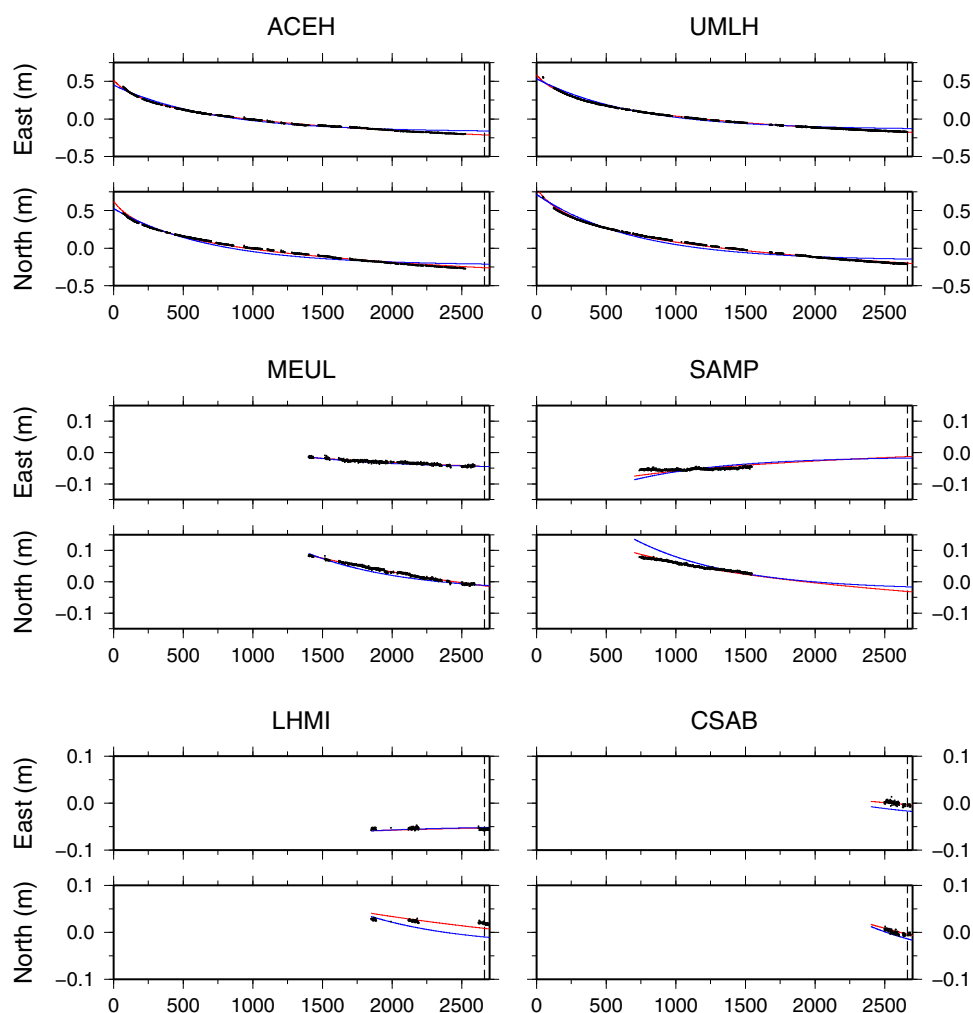 ACEH UMLH
East (m) 0.5 0.0 −0.5 0.5 0.0 −0.5
North (m) 0.5 0.0 −0.5 0.5 0.0 −0.5
0 500 1000 1500 2000 2500 0 500 1000 1500 2000 2500
MEUL SAMP
East (m) 0.1 0.0 −0.1 0.1 0.0 −0.1
North (m) 0.1 0.0 −0.1 0.1 0.0 −0.1
0 500 1000 1500 2000 2500 0 500 1000 1500 2000 2500
LHMI CSAB
East (m) 0.1 0.0 −0.1 0.1 0.0 −0.1
North (m) 0.1 0.0 −0.1 0.1 0.0 −0.1
0 500 1000 1500 2000 2500 0 500 1000 1500 2000 2500